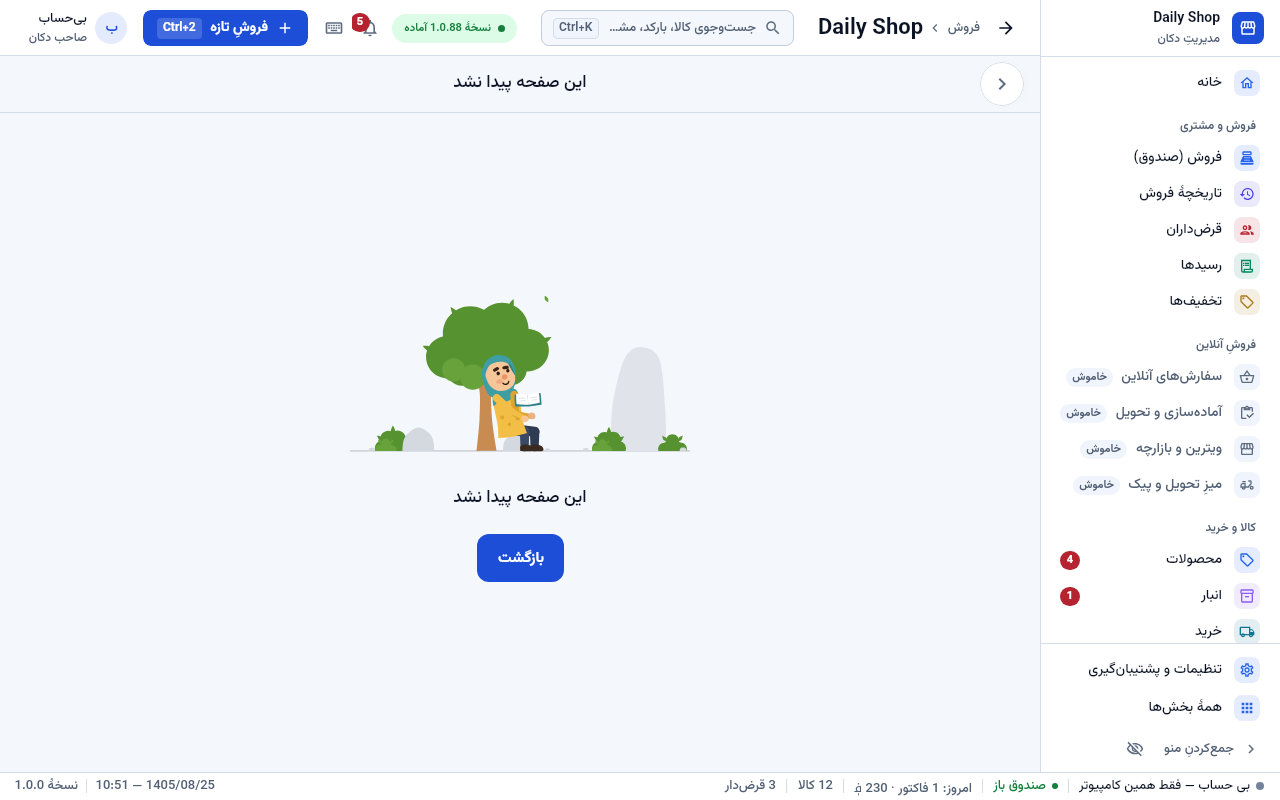 Daily Shop
مدیریتِ دکان
فروش
Daily Shop
جست‌وجوی کالا، بارکد، مش...
Ctrl+K
نسخهٔ 1.0.88 آماده
5
فروشِ تازه
Ctrl+2
بی‌حساب
صاحب دکان
ب
این صفحه پیدا نشد
این صفحه پیدا نشد
بازگشت
خانه
فروش و مشتری
فروش (صندوق)
تاریخچهٔ فروش
قرض‌داران
رسیدها
تخفیف‌ها
فروشِ آنلاین
سفارش‌های آنلاین خاموش
آماده‌سازی و تحویل خاموش
ویترین و بازارچه خاموش
میزِ تحویل و پیک خاموش
کالا و خرید
محصولات 4
انبار 1
خرید
تنظیمات و پشتیبان‌گیری
همهٔ بخش‌ها
جمع‌کردنِ منو
بی حساب — فقط همین کامپیوتر
صندوق باز
امروز: 1 فاکتور · 230 ؋
12 کالا
3 قرض‌دار
1405/08/25 — 10:51
نسخهٔ 1.0.0